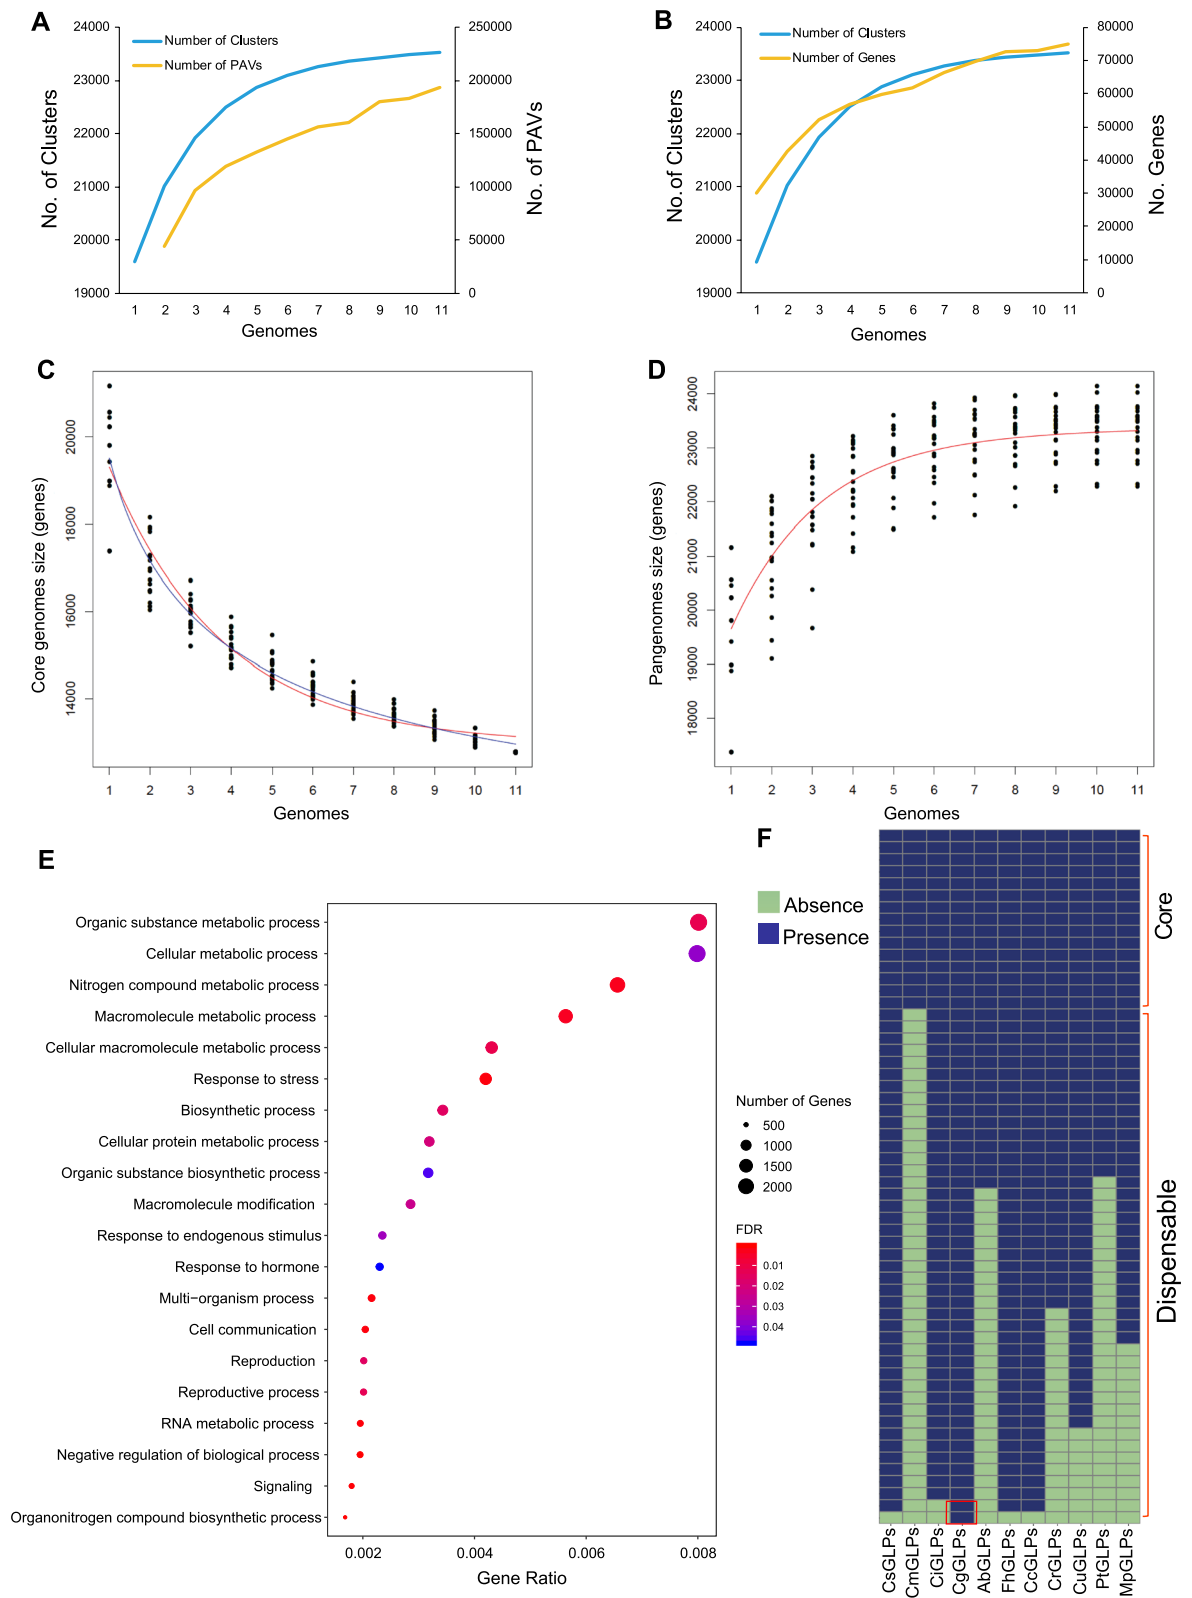 A
24000
23000
22000
21000
20000
19000
250000
200000
150000
100000
50000
0
Number of Clusters
Number of PAVs
No. of Clusters
No. of PAVs
1 2 3 4 5 6 7 8 9 10 11
Genomes
B
24000
23000
22000
21000
20000
19000
80000
70000
60000
50000
40000
30000
20000
10000
0
Number of Clusters
Number of Genes
No. of Clusters
No. Genes
1 2 3 4 5 6 7 8 9 10 11
Genomes
C
Core genomes size (genes)
20000
18000
16000
14000
1 2 3 4 5 6 7 8 9 10 11
Genomes
D
Pangenomes size (genes)
24000
23000
22000
21000
20000
19000
18000
1 2 3 4 5 6 7 8 9 10 11
Genomes
E
Organic substance metabolic process
Cellular metabolic process
Nitrogen compound metabolic process
Macromolecule metabolic process
Cellular macromolecule metabolic process
Response to stress
Biosynthetic process
Cellular protein metabolic process
Organic substance biosynthetic process
Macromolecule modification
Response to endogenous stimulus
Response to hormone
Multi−organism process
Cell communication
Reproduction
Reproductive process
RNA metabolic process
Negative regulation of biological process
Signaling
Organonitrogen compound biosynthetic process
0.002 0.004 0.006 0.008
Gene Ratio
Number of Genes
500
1000
1500
2000
FDR
0.01
0.02
0.03
0.04
F
Absence
Presence
Core
Dispensable
CsGLPs
CmGLPs
CiGLPs
CgGLPs
AbGLPs
FhGLPs
CcGLPs
CrGLPs
CuGLPs
PtGLPs
MpGLPs